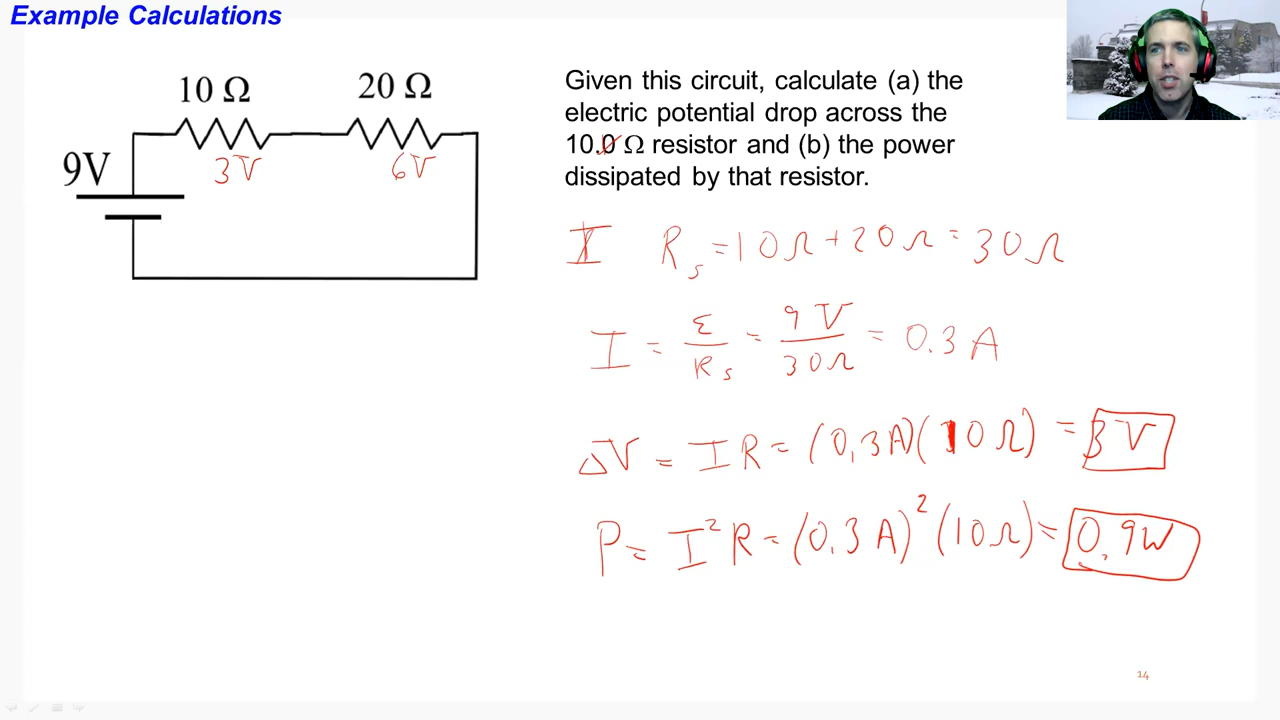 Example Calculations
10 Ω
20 Ω
9V
3V
6V
Given this circuit, calculate (a) the
electric potential drop across the
10.0 Ω resistor and (b) the power
dissipated by that resistor.
I Rs = 10Ω + 20Ω = 30Ω
I = ε/Rs = 9V/30Ω = 0.3 A
ΔV = IR = (0.3A)(10Ω) = 3V
P = I²R = (0.3A)²(10Ω) = 0.9W
14